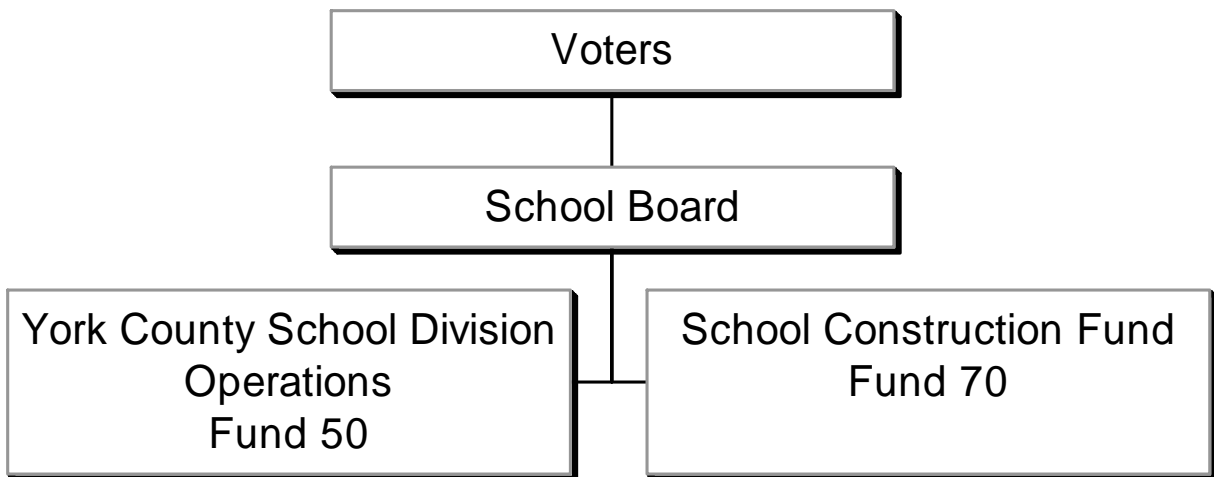 Voters
School Board
York County School Division
Operations
Fund 50
School Construction Fund
Fund 70